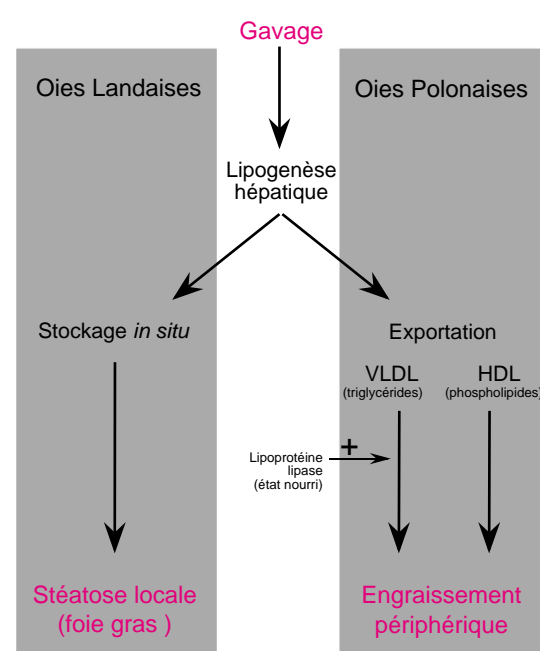 Gavage
Oies Landaises
Oies Polonaises
Lipogenèse
hépatique
Stockage in situ
Exportation
VLDL
(triglycérides)
HDL
(phospholipides)
+
Lipoprotéine
lipase
(état nourri)
Stéatose locale
(foie gras )
Engraissement
périphérique